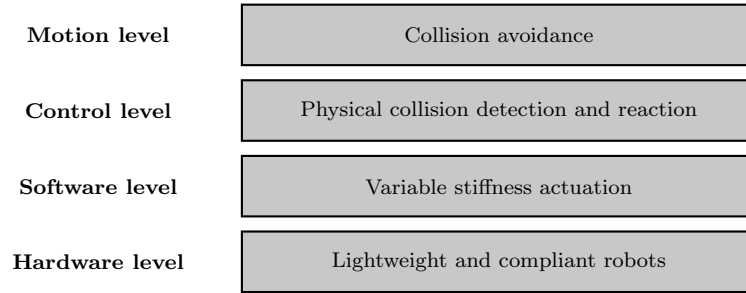 Motion level Collision avoidance
Control level Physical collision detection and reaction
Software level Variable stiffness actuation
Hardware level Lightweight and compliant robots